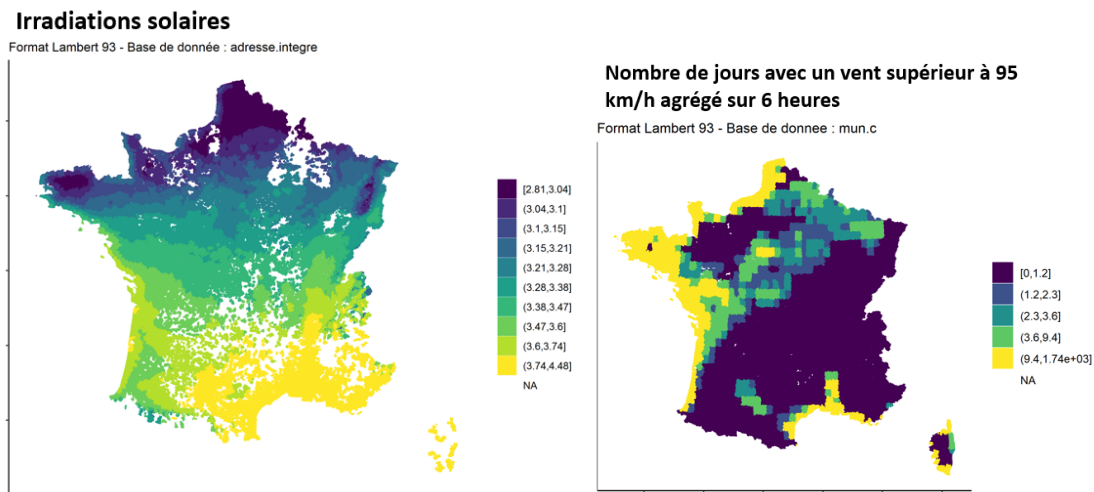 Irradiations solaires
Format Lambert 93 - Base de donnée : adresse.integre
[2.81,3.04]
(3.04,3.1]
(3.1,3.15]
(3.15,3.21]
(3.21,3.28]
(3.28,3.38]
(3.38,3.47]
(3.47,3.6]
(3.6,3.74]
(3.74,4.48]
NA
Nombre de jours avec un vent supérieur à 95
km/h agrégé sur 6 heures
Format Lambert 93 - Base de donnee : mun.c
[0,1.2]
(1.2,2.3]
(2.3,3.6]
(3.6,9.4]
(9.4,1.74e+03]
NA